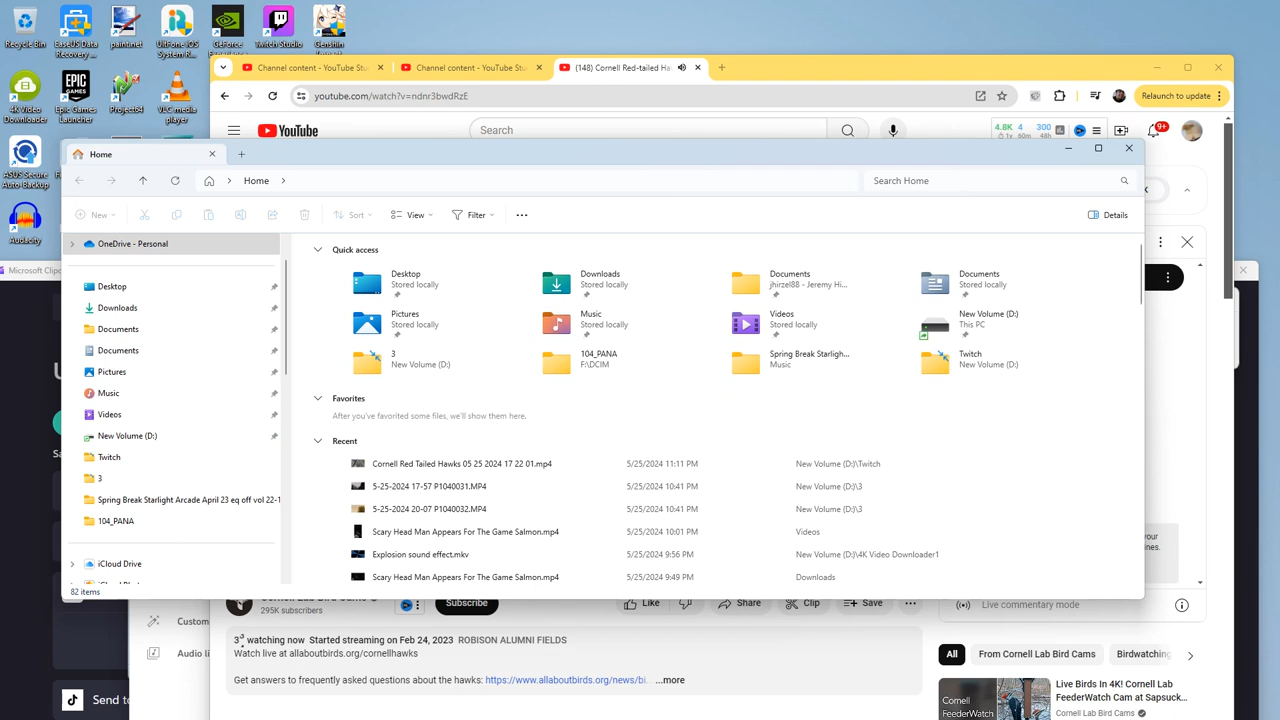 Recycle Bin
EaseUS Data Recovery ...
paint.net
UltFone iOS System R...
GeForce
Twitch Studio
Genshin
4K Video Downloader
Epic Games Launcher
Project64
VLC media player
ASUS Secure Auto-Backup
Audacity
Channel content - YouTube Stu
Channel content - YouTube Stu
(148) Cornell Red-tailed Ha
youtube.com/watch?v=ndnr3bwdRzE
Relaunch to update
YouTube
Search
4.8K 4 300
1x 60m 48h
9+
Home
Home
Search Home
New
Sort
View
Filter
Details
OneDrive - Personal
Desktop
Downloads
Documents
Documents
Pictures
Music
Videos
New Volume (D:)
Twitch
3
Spring Break Starlight Arcade April 23 eq off vol 22-1
104_PANA
iCloud Drive
82 items
Quick access
Desktop
Stored locally
Downloads
Stored locally
Documents
jhirzel88 - Jeremy Hi...
Documents
Stored locally
Pictures
Stored locally
Music
Stored locally
Videos
Stored locally
New Volume (D:)
This PC
3
New Volume (D:)
104_PANA
F:\DCIM
Spring Break Starligh...
Music
Twitch
New Volume (D:)
Favorites
After you've favorited some files, we'll show them here.
Recent
Cornell Red Tailed Hawks 05 25 2024 17 22 01.mp4 5/25/2024 11:11 PM New Volume (D:)\Twitch
5-25-2024 17-57 P1040031.MP4 5/25/2024 10:41 PM New Volume (D:)\3
5-25-2024 20-07 P1040032.MP4 5/25/2024 10:41 PM New Volume (D:)\3
Scary Head Man Appears For The Game Salmon.mp4 5/25/2024 10:01 PM Videos
Explosion sound effect.mkv 5/25/2024 9:56 PM New Volume (D:)\4K Video Downloader1
Scary Head Man Appears For The Game Salmon.mp4 5/25/2024 9:49 PM Downloads
Microsoft Clip
your
ines.
295K subscribers
Subscribe
Like
Share
Clip
Save
Live commentary mode
Custom
Audio li
Send to
watching now Started streaming on Feb 24, 2023 ROBISON ALUMNI FIELDS
Watch live at allaboutbirds.org/cornellhawks
Get answers to frequently asked questions about the hawks: https://www.allaboutbirds.org/news/bi... ...more
All
From Cornell Lab Bird Cams
Birdwatching
Cornell
FeederWatch
Live Birds In 4K! Cornell Lab
FeederWatch Cam at Sapsuck...
Cornell Lab Bird Cams